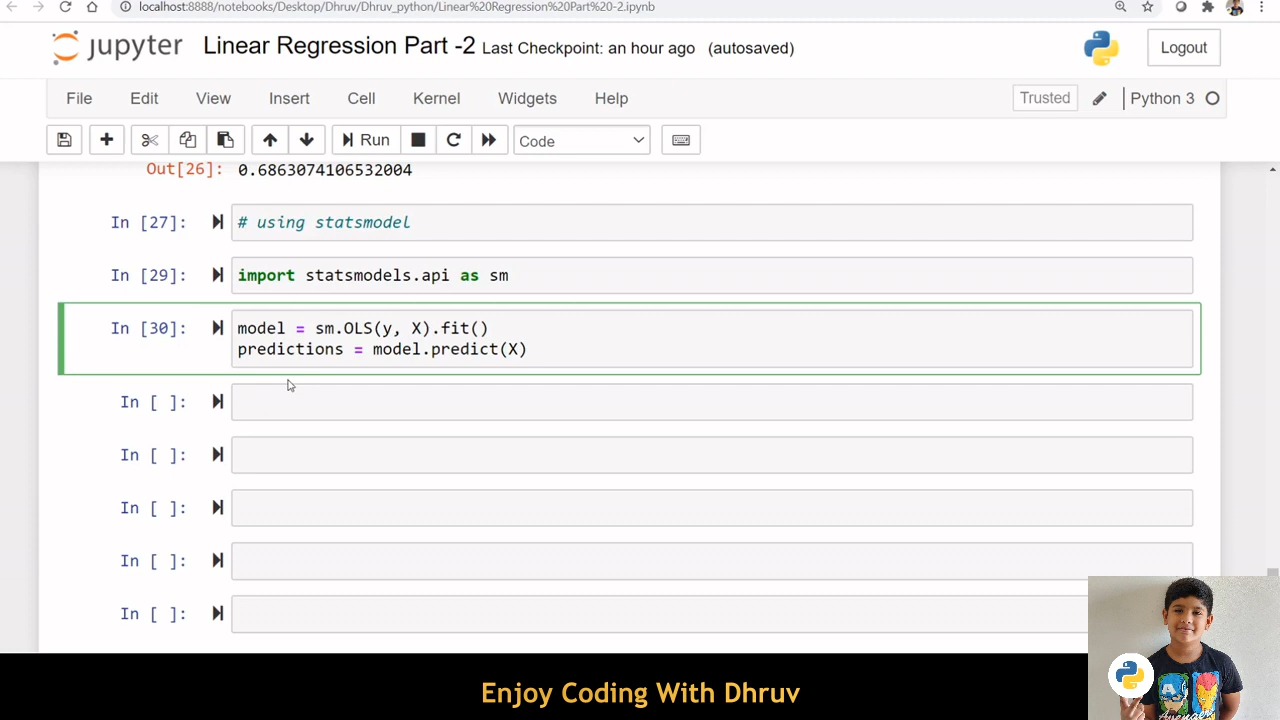 localhost:8888/notebooks/Desktop/Dhruv/Dhruv_python/Linear%20Regression%20Part%20-2.ipynb
jupyter Linear Regression Part -2 Last Checkpoint: an hour ago (autosaved) Logout
File Edit View Insert Cell Kernel Widgets Help Trusted Python 3
Run Code
Out[26]: 0.6863074106532004
In [27]: # using statsmodel
In [29]: import statsmodels.api as sm
In [30]: model = sm.OLS(y, X).fit()
predictions = model.predict(X)
In [ ]:
In [ ]:
In [ ]:
In [ ]:
In [ ]:
Enjoy Coding With Dhruv